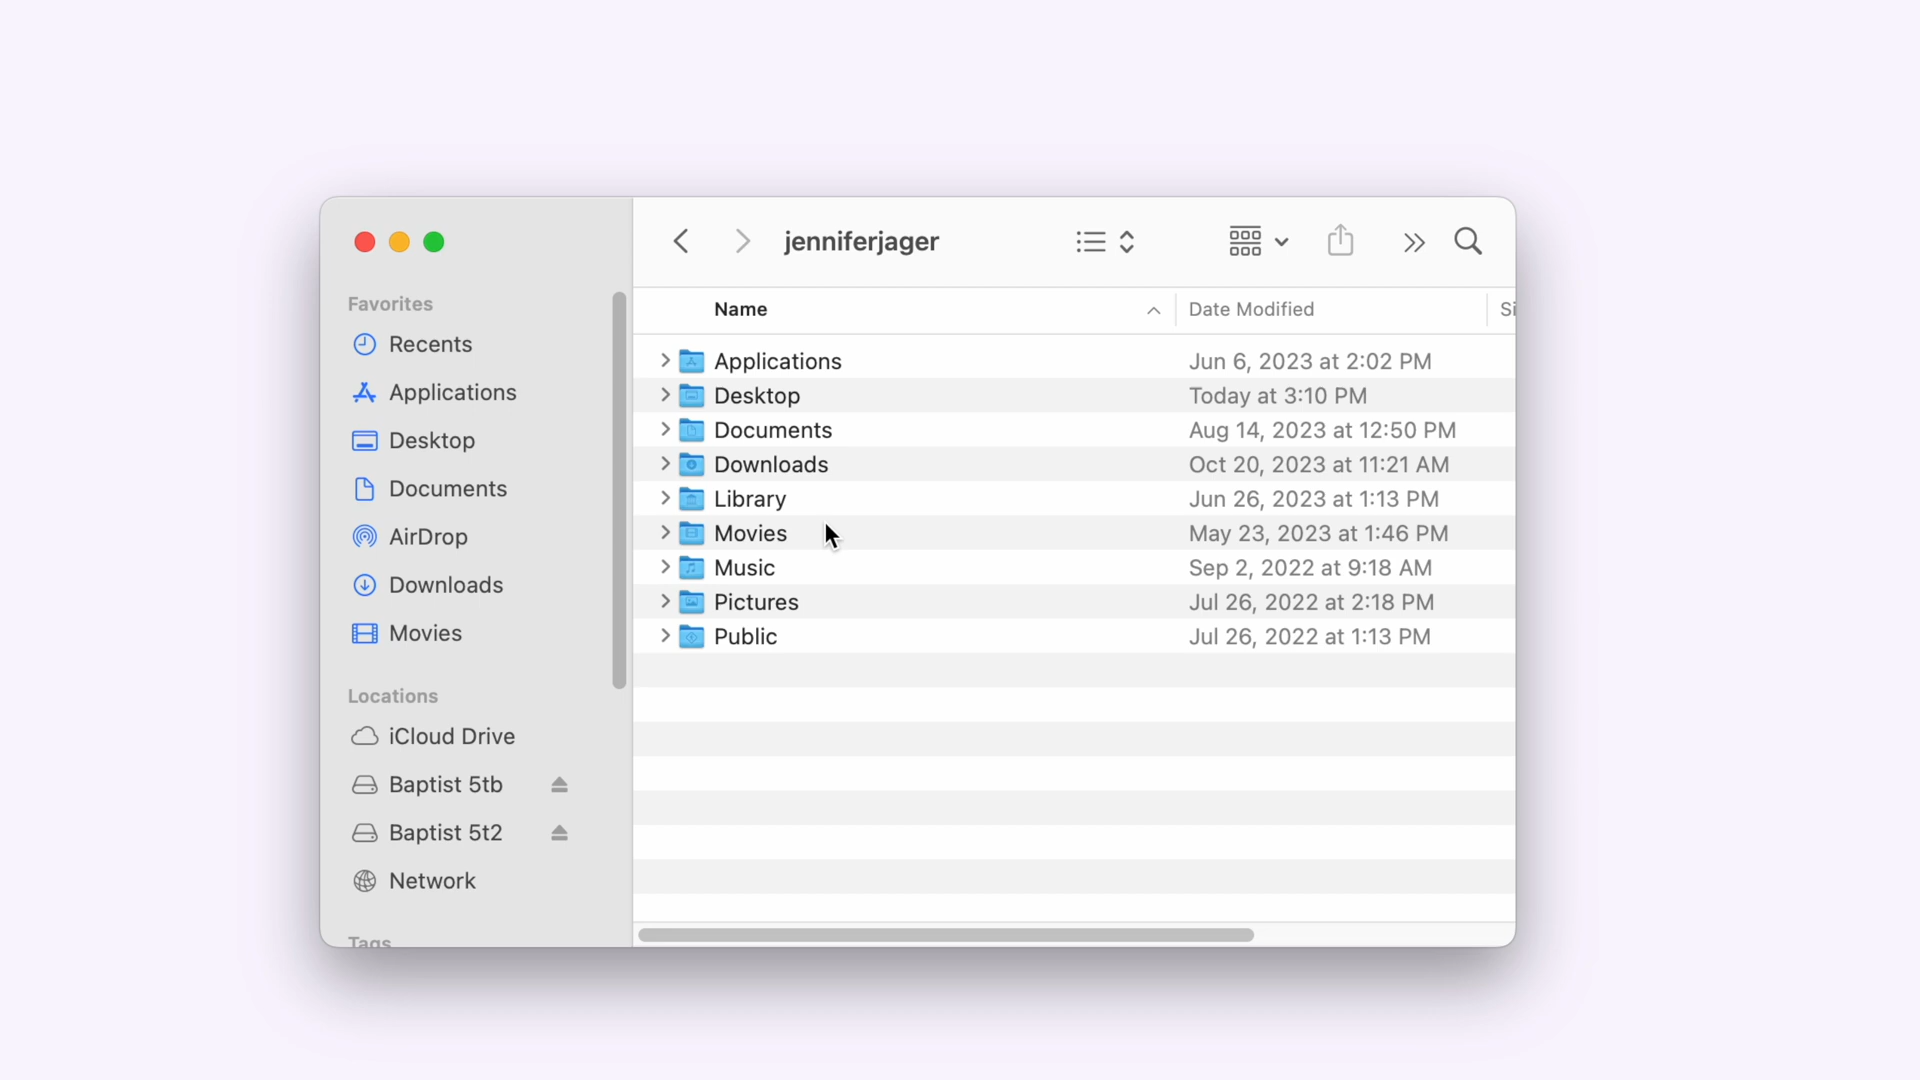 jenniferjager
Favorites
Recents
Applications
Desktop
Documents
AirDrop
Downloads
Movies
Locations
iCloud Drive
Baptist 5tb
Baptist 5t2
Network
Tags
Name Date Modified Si
Applications Jun 6, 2023 at 2:02 PM
Desktop Today at 3:10 PM
Documents Aug 14, 2023 at 12:50 PM
Downloads Oct 20, 2023 at 11:21 AM
Library Jun 26, 2023 at 1:13 PM
Movies May 23, 2023 at 1:46 PM
Music Sep 2, 2022 at 9:18 AM
Pictures Jul 26, 2022 at 2:18 PM
Public Jul 26, 2022 at 1:13 PM